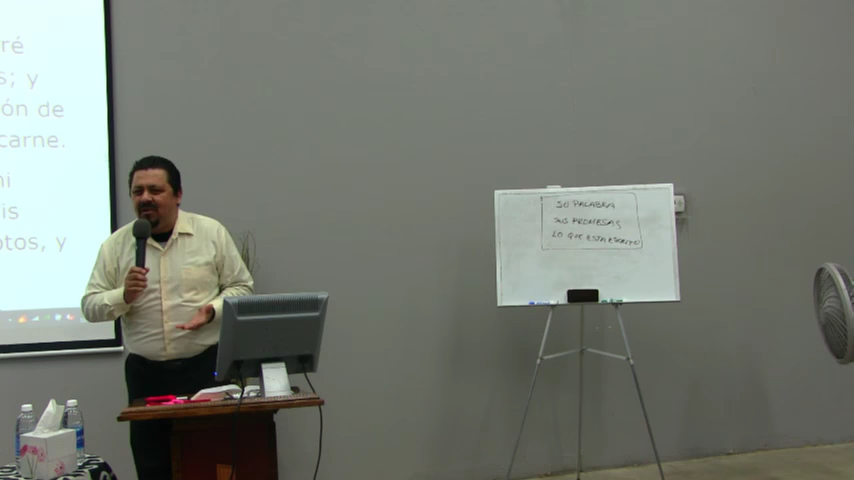 ré
s; y
ón de
carne.
ni
is
otos, y
SU PALABRA
SUS PROMESAS
LO QUE ESTA ESCRITO